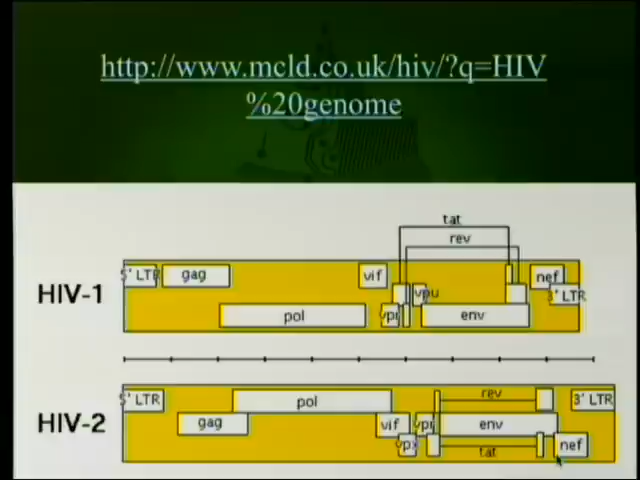 http://www.mcld.co.uk/hiv/?q=HIV
%20genome
tat
rev
HIV-1
5' LTR
gag
vif
nef
3' LTR
pol
vpr
vpu
env
HIV-2
5' LTR
pol
rev
3' LTR
gag
vif
vpr
env
vpx
tat
nef